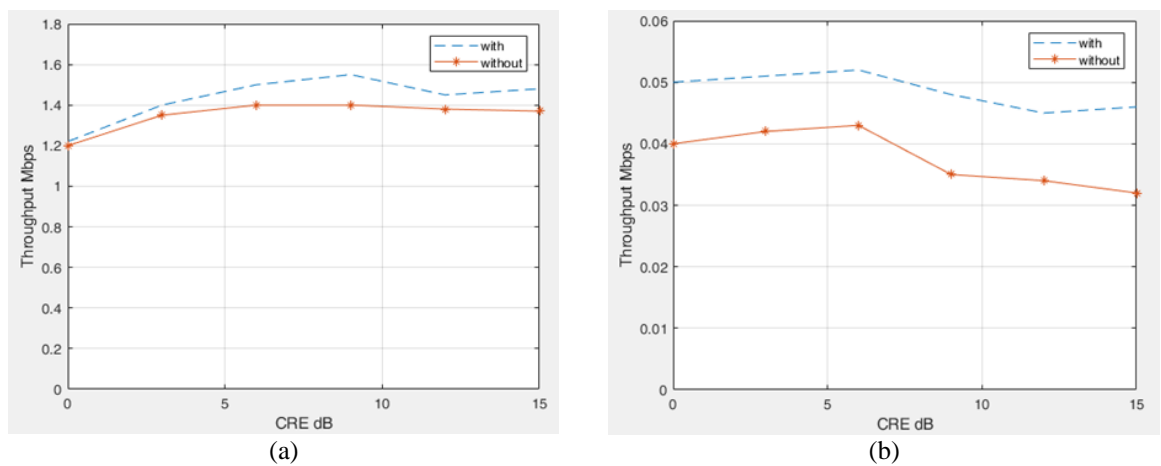 1.8
1.6
1.4
1.2
1
0.8
0.6
0.4
0.2
0
0 5 10 15
Throughput Mbps
CRE dB
with
without
(a)
0.06
0.05
0.04
0.03
0.02
0.01
0
0 5 10 15
Throughput Mbps
CRE dB
with
without
(b)